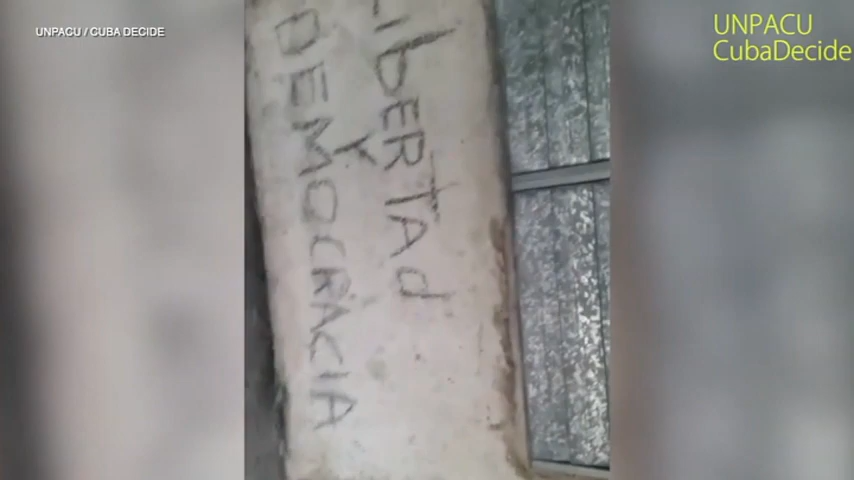 UNPACU / CUBA DECIDE
UNPACU
CubaDecide
LIbERTAd
Y
DEMOCRACIA